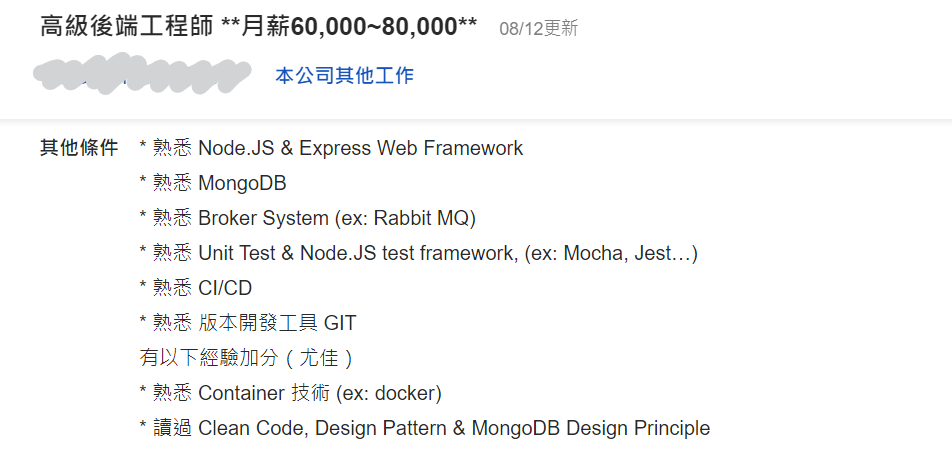 高級後端工程師 **月薪60,000~80,000** 08/12更新
本公司其他工作
其他條件 * 熟悉 Node.JS & Express Web Framework
* 熟悉 MongoDB
* 熟悉 Broker System (ex: Rabbit MQ)
* 熟悉 Unit Test & Node.JS test framework, (ex: Mocha, Jest…)
* 熟悉 CI/CD
* 熟悉 版本開發工具 GIT
有以下經驗加分 ( 尤佳 )
* 熟悉 Container 技術 (ex: docker)
* 讀過 Clean Code, Design Pattern & MongoDB Design Principle